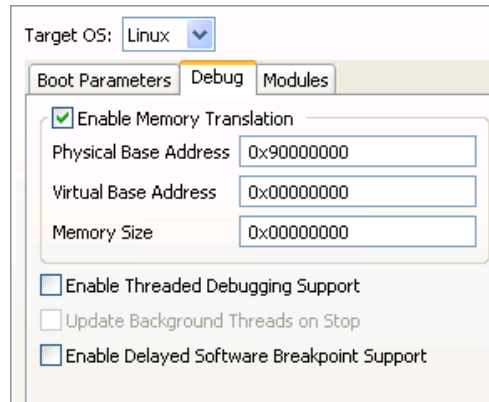 Target OS: Linux
Boot Parameters Debug Modules
Enable Memory Translation
Physical Base Address 0x90000000
Virtual Base Address 0x00000000
Memory Size 0x00000000
Enable Threaded Debugging Support
Update Background Threads on Stop
Enable Delayed Software Breakpoint Support